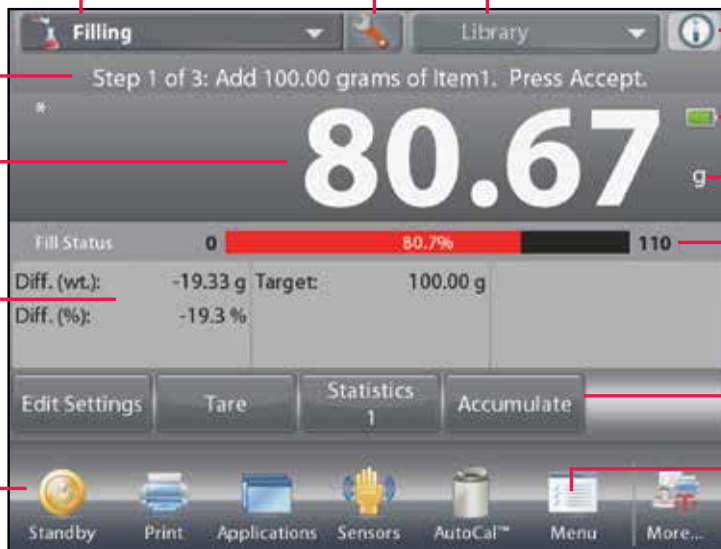 Filling
Library
Step 1 of 3: Add 100.00 grams of Item1. Press Accept.
*
80.67
g
Fill Status 0 80.7% 110
Diff. (wt.): -19.33 g Target: 100.00 g
Diff. (%): -19.3 %
Edit Settings Tare Statistics 1 Accumulate
Standby Print Applications Sensors AutoCal™ Menu More...